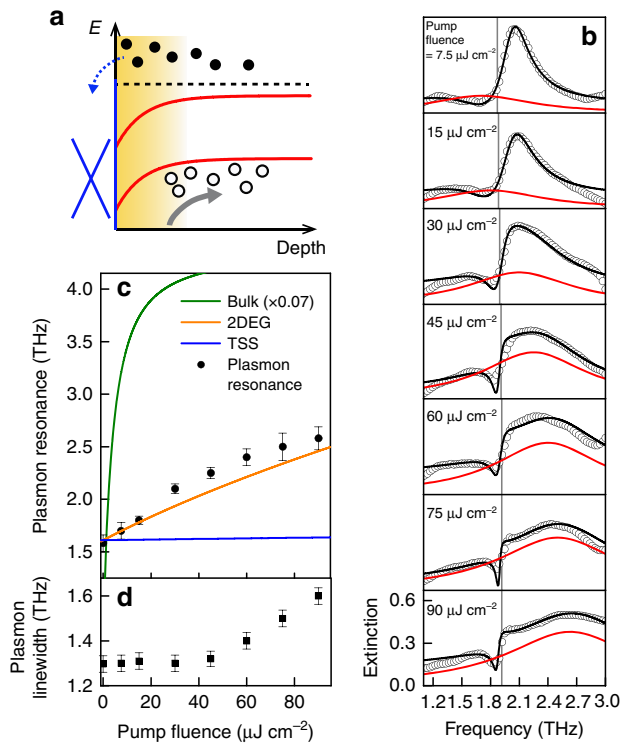 a
E
Depth
b
Pump
fluence
= 7.5 μJ cm⁻²
15 μJ cm⁻²
30 μJ cm⁻²
45 μJ cm⁻²
60 μJ cm⁻²
75 μJ cm⁻²
90 μJ cm⁻²
0.6
0.3
0.0
Extinction
1.2 1.5 1.8 2.1 2.4 2.7 3.0
Frequency (THz)
c
Bulk (×0.07)
2DEG
TSS
Plasmon
resonance
4.0
3.5
3.0
2.5
2.0
1.5
Plasmon resonance (THz)
d
1.6
1.4
1.2
Plasmon
linewidth (THz)
0 20 40 60 80
Pump fluence (μJ cm⁻²)